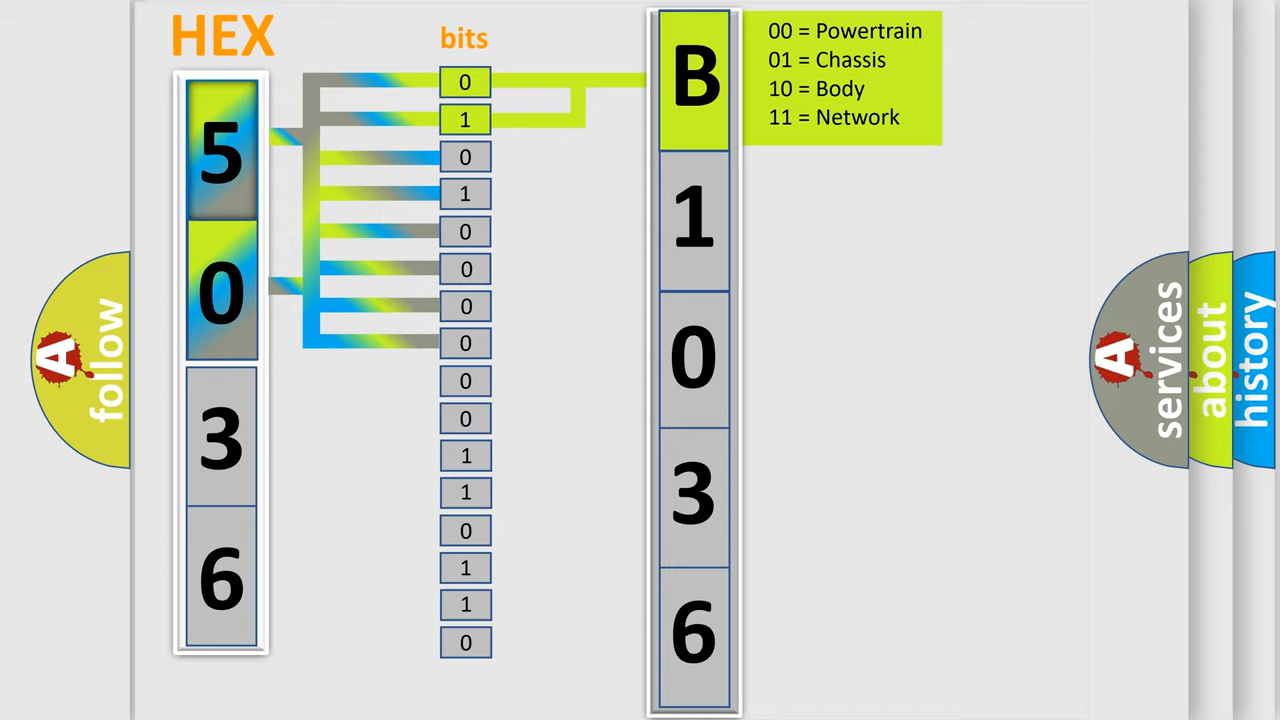 HEX
bits
5
0
3
6
0
1
0
1
0
0
0
0
0
0
1
1
0
1
1
0
B
1
0
3
6
00 = Powertrain
01 = Chassis
10 = Body
11 = Network
A
follow
A
services
about
history